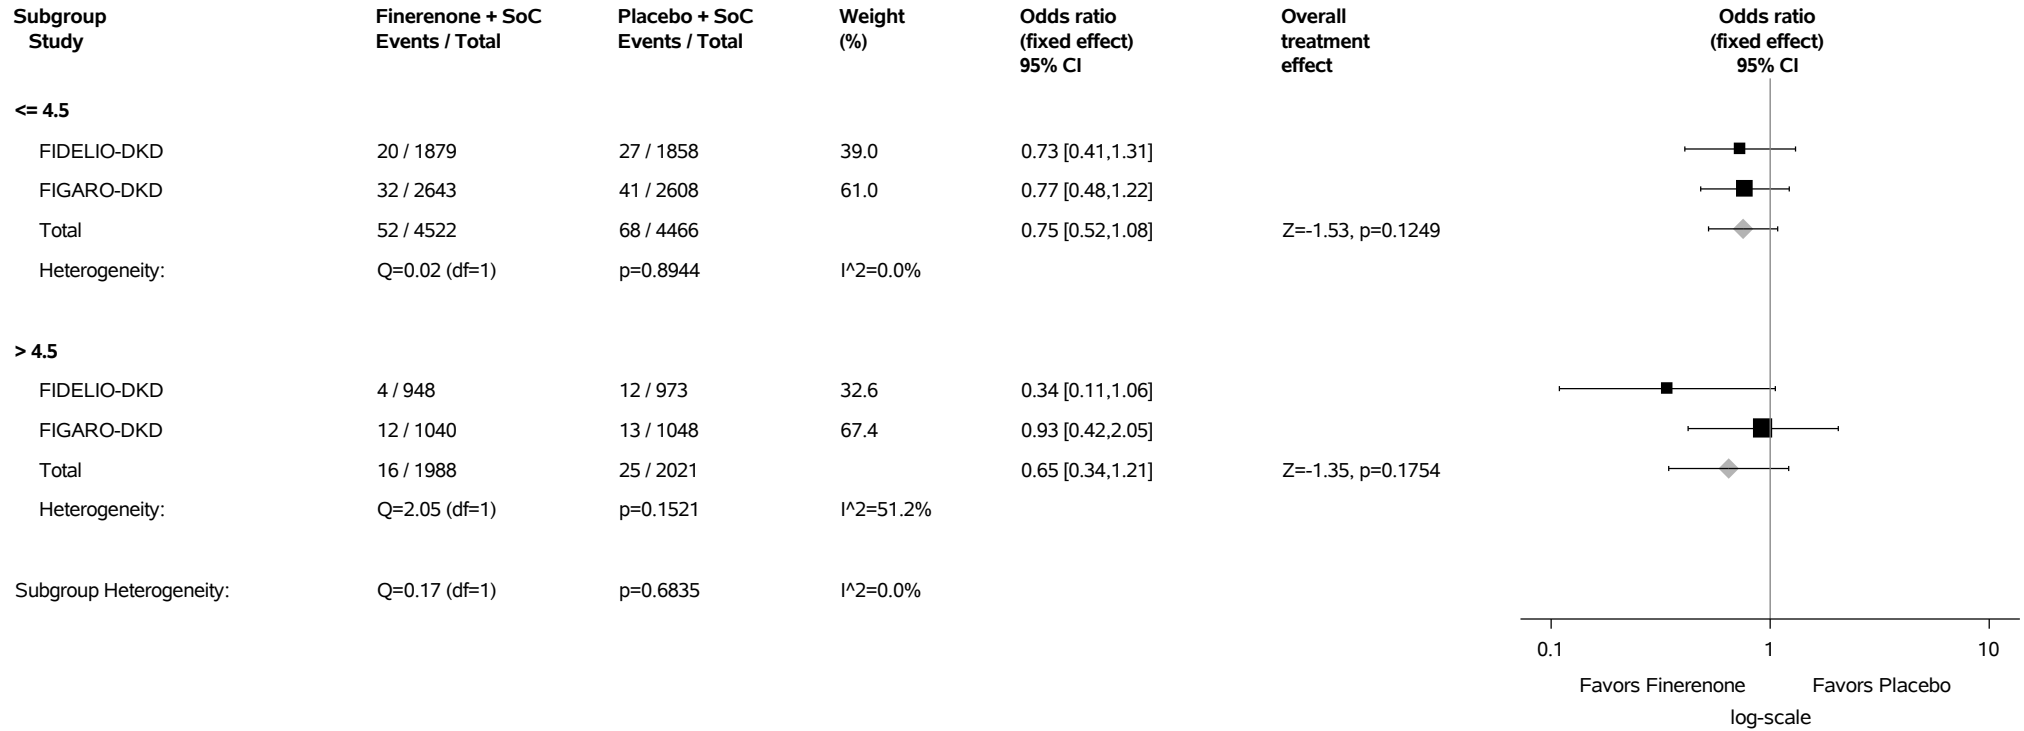 Subgroup Finerenone + SoC Placebo + SoC Weight Odds ratio Overall Odds ratio
Study Events / Total Events / Total (%) (fixed effect) treatment (fixed effect)
95% CI effect 95% CI
<= 4.5
FIDELIO-DKD 20 / 1879 27 / 1858 39.0 0.73 [0.41,1.31]
FIGARO-DKD 32 / 2643 41 / 2608 61.0 0.77 [0.48,1.22]
Total 52 / 4522 68 / 4466 0.75 [0.52,1.08] Z=-1.53, p=0.1249
Heterogeneity: Q=0.02 (df=1) p=0.8944 I^2=0.0%
> 4.5
FIDELIO-DKD 4 / 948 12 / 973 32.6 0.34 [0.11,1.06]
FIGARO-DKD 12 / 1040 13 / 1048 67.4 0.93 [0.42,2.05]
Total 16 / 1988 25 / 2021 0.65 [0.34,1.21] Z=-1.35, p=0.1754
Heterogeneity: Q=2.05 (df=1) p=0.1521 I^2=51.2%
Subgroup Heterogeneity: Q=0.17 (df=1) p=0.6835 I^2=0.0%
0.1 1 10
Favors Finerenone Favors Placebo
log-scale